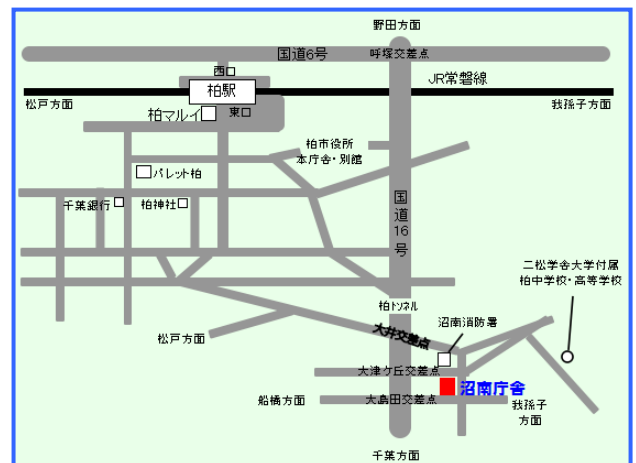 野田方面
国道6号
呼塚交差点
西口
JR常磐線
柏駅
松戸方面
我孫子方面
柏マルイ
東口
柏市役所
本庁舎・別館
パレット柏
千葉銀行
柏神社
国道16号
二松学舎大学付属
柏中学校・高等学校
柏トンネル
沼南消防署
大井交差点
松戸方面
大津ケ丘交差点
沼南庁舎
船橋方面
大島田交差点
我孫子
方面
千葉方面